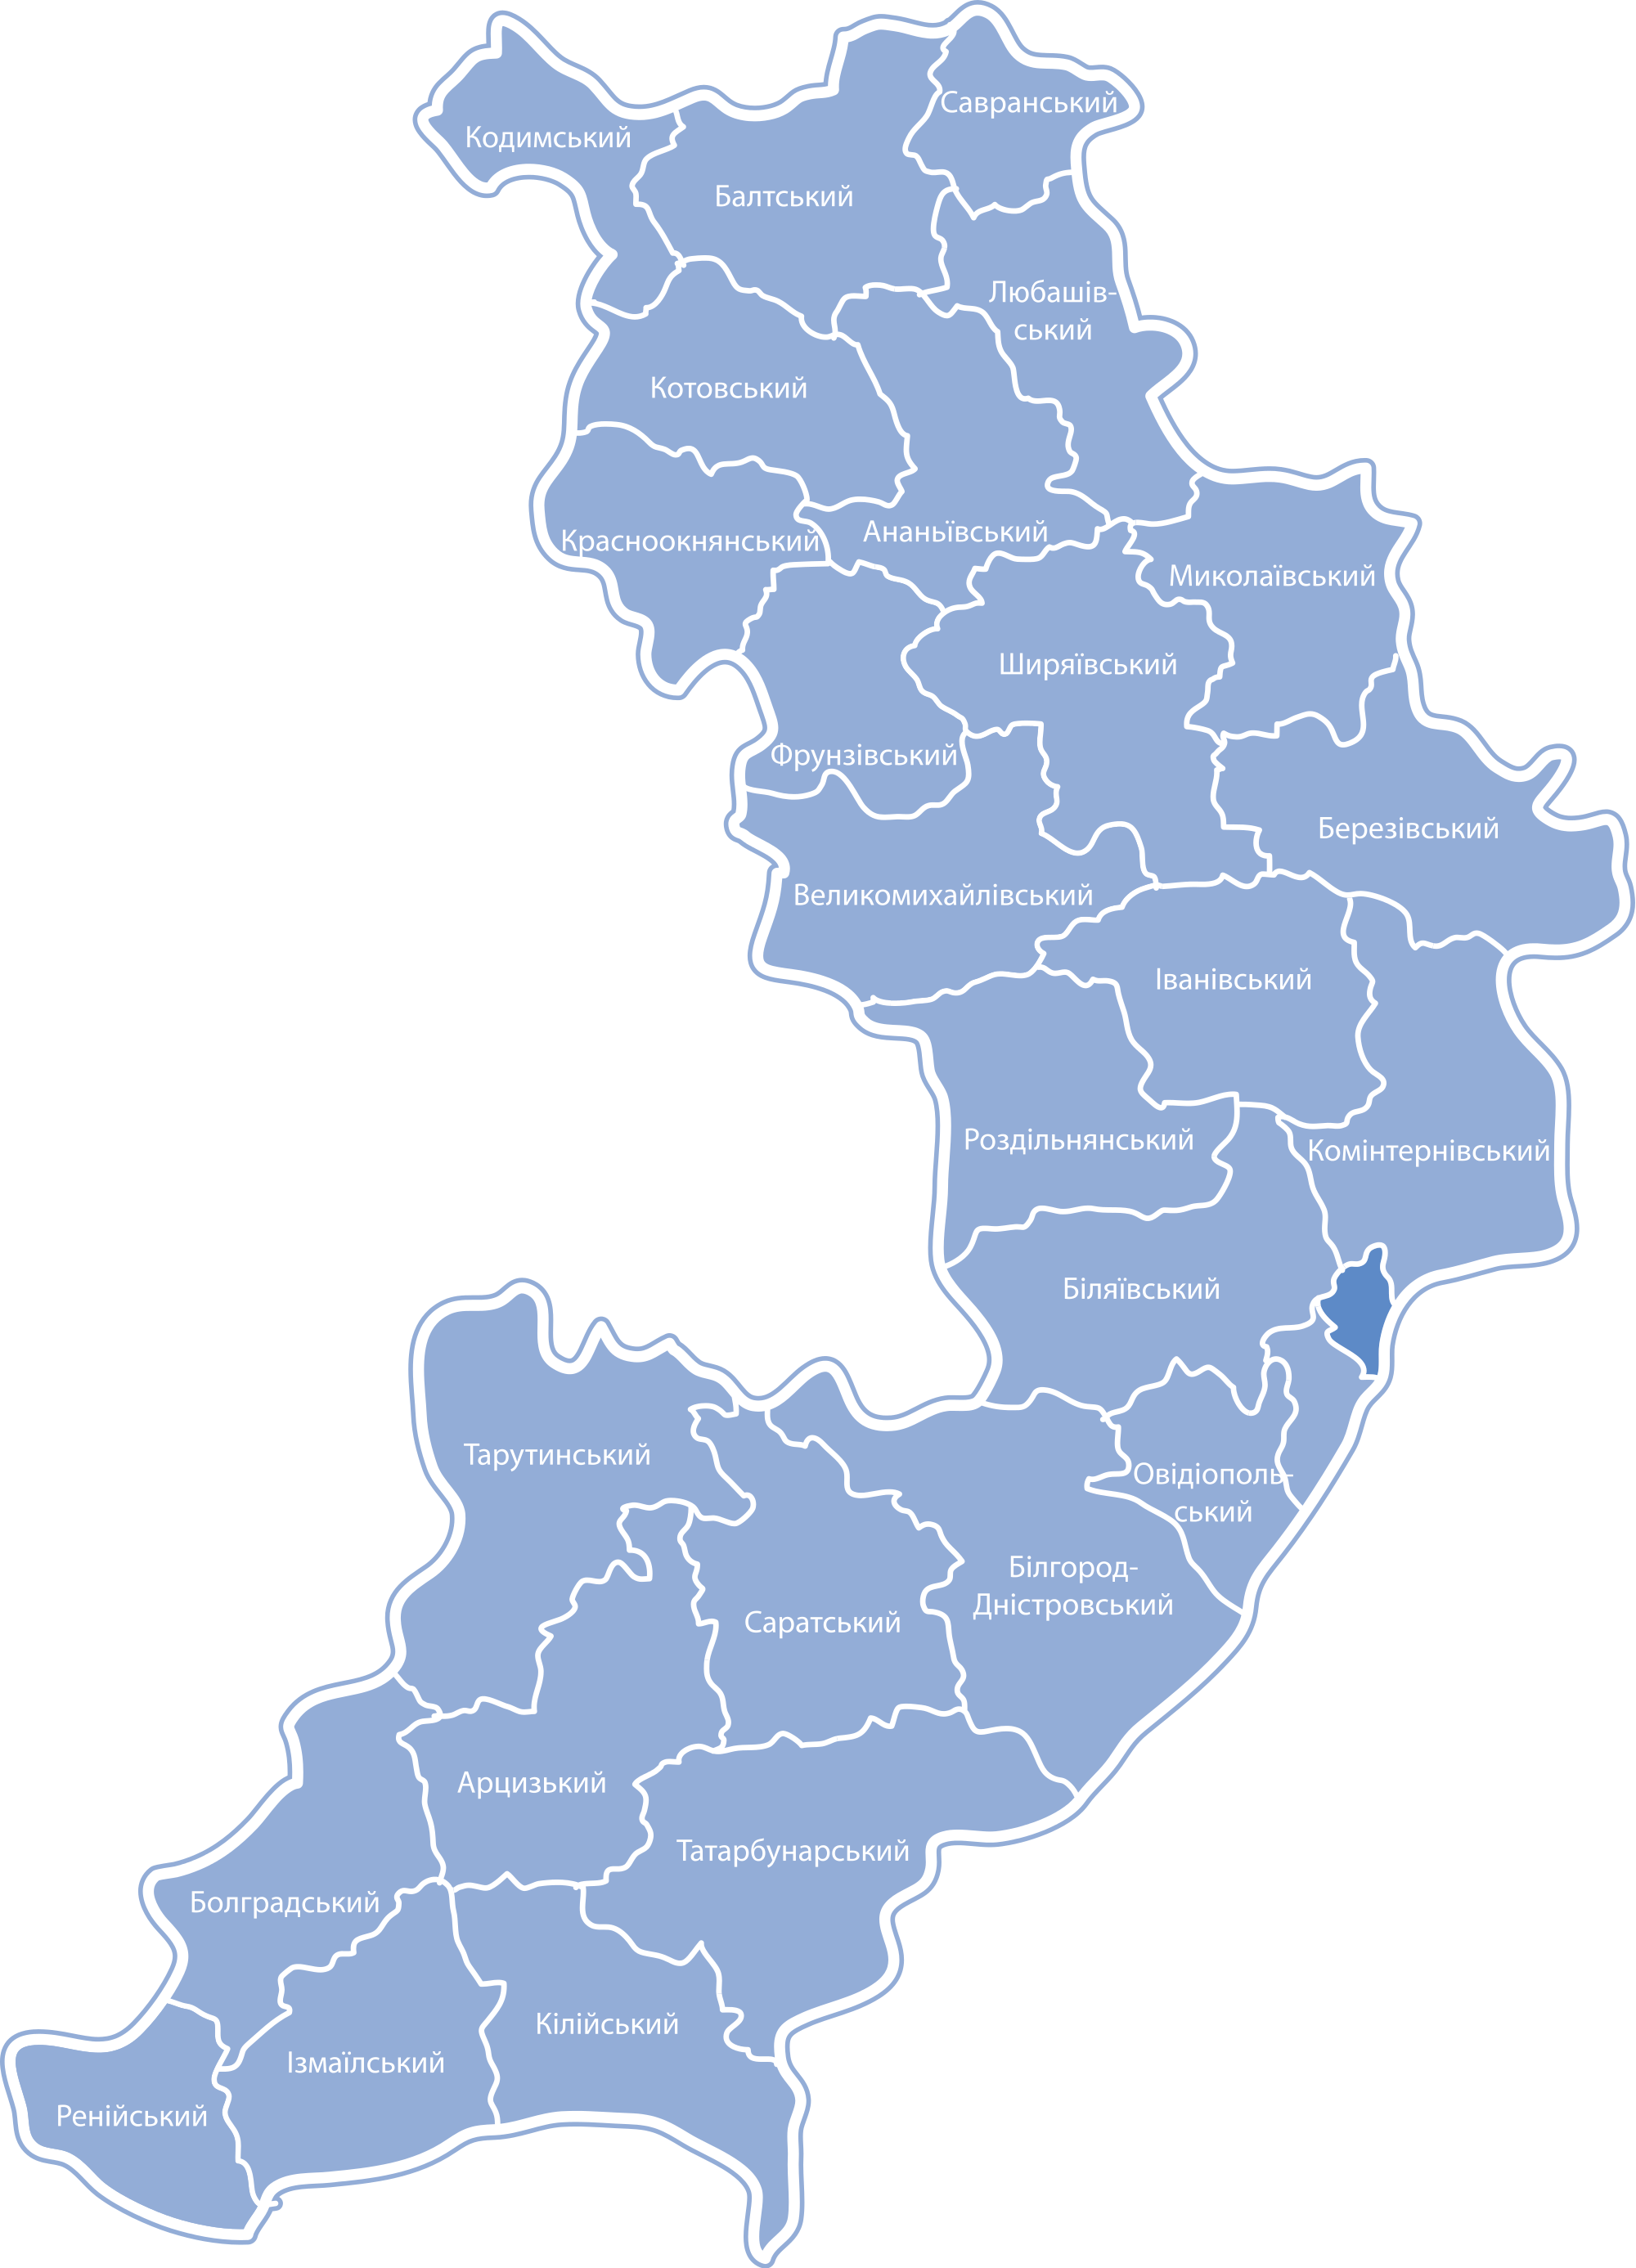 Савранський
Кодимський
Балтський
Любашів-
ський
Котовський
Ананьївський
Красноокнянський
Миколаївський
Ширяївський
Фрунзівський
Березівський
Великомихайлівський
Іванівський
Роздільнянський
Комінтернівський
Біляївський
Тарутинський
Овідіополь-
ський
Білгород-
Дністровський
Саратський
Арцизький
Татарбунарський
Болградський
Кілійський
Ізмаїлський
Ренійський